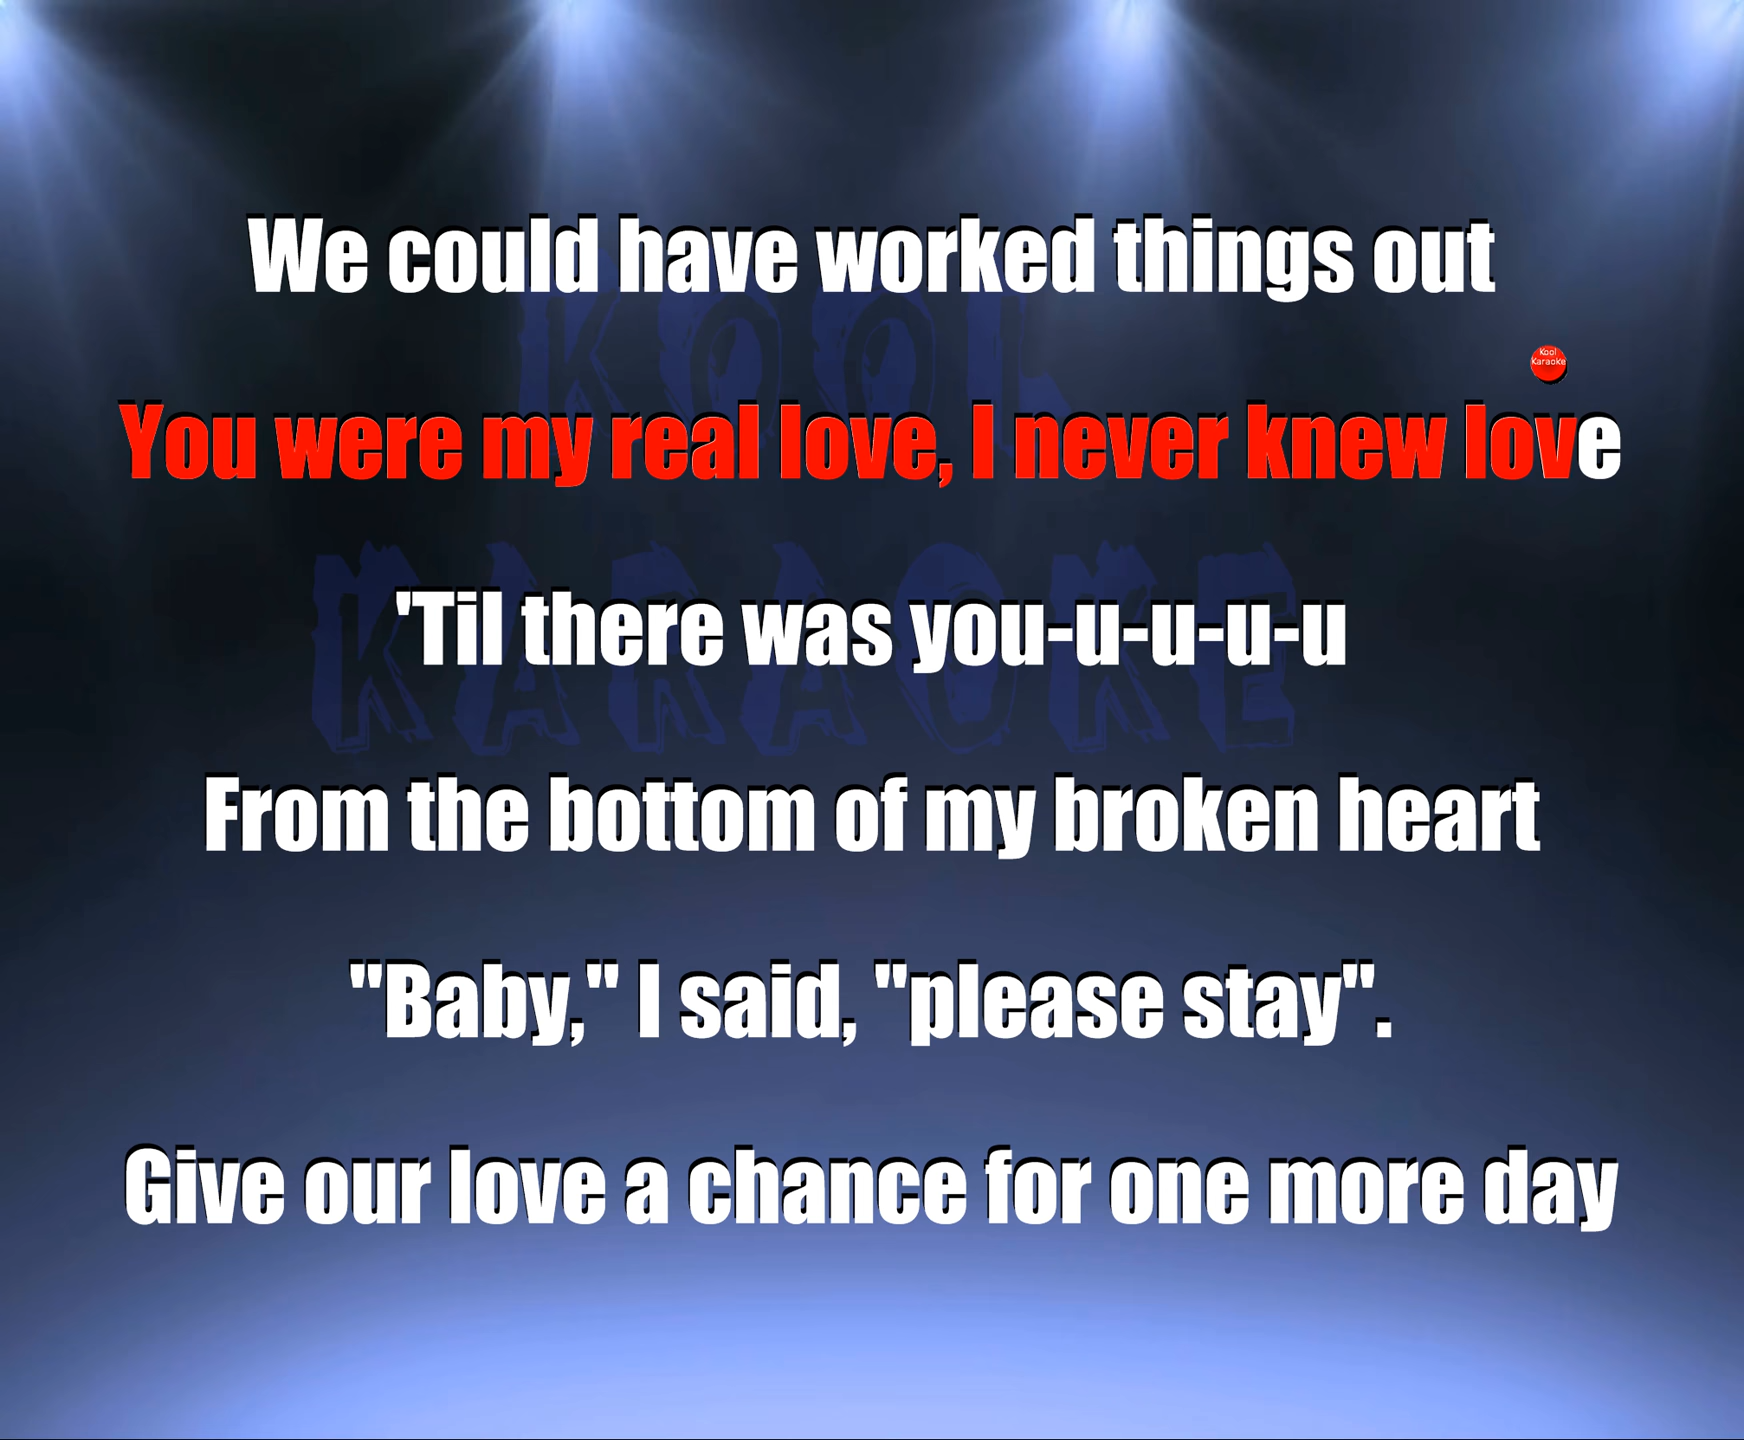 We could have worked things out
Kool
Karaoke
You were my real love, I never knew love
KOOL
'Til there was you-u-u-u-u
KARAOKE
From the bottom of my broken heart
"Baby," I said, "please stay".
Give our love a chance for one more day